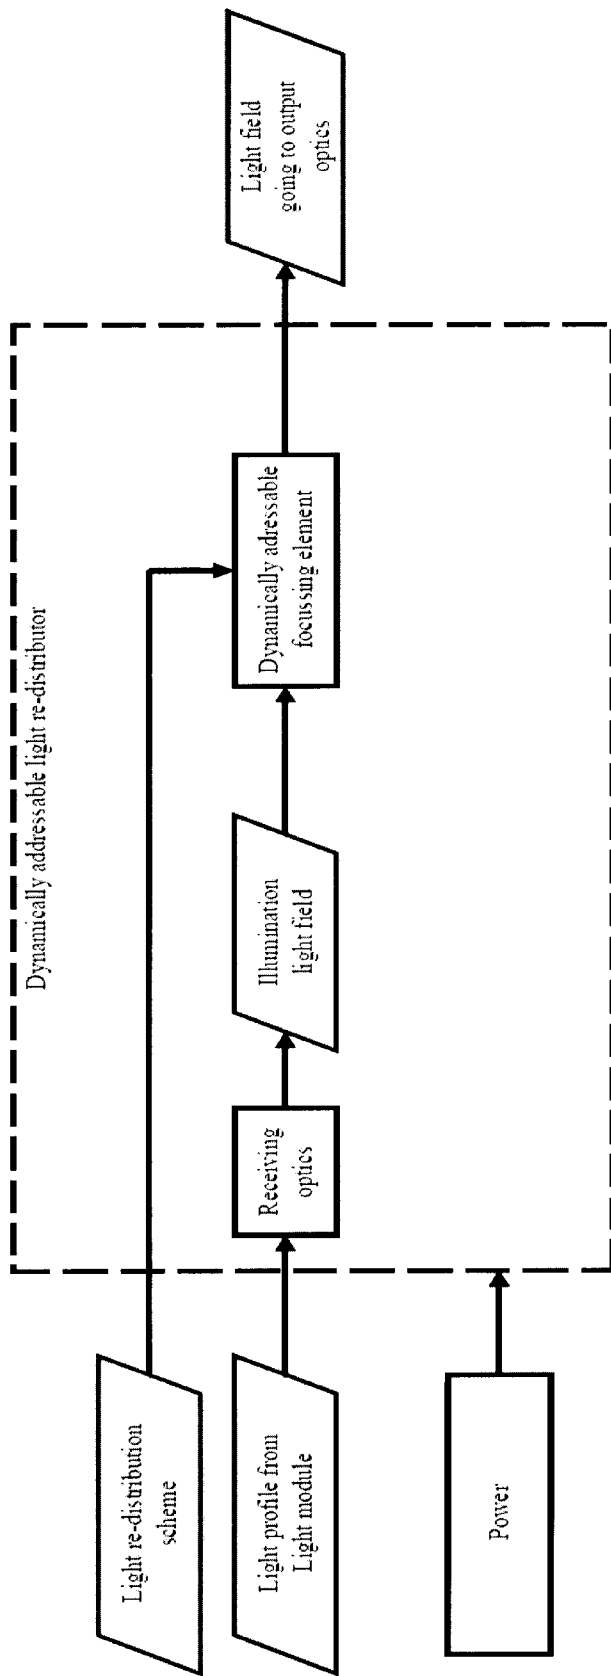 Dynamically addressable light re-distributor
Light re-distribution
scheme
Light profile from
Light module
Power
Receiving
optics
Illumination
light field
Dynamically adressable
focussing element
Light field
going to output
optics